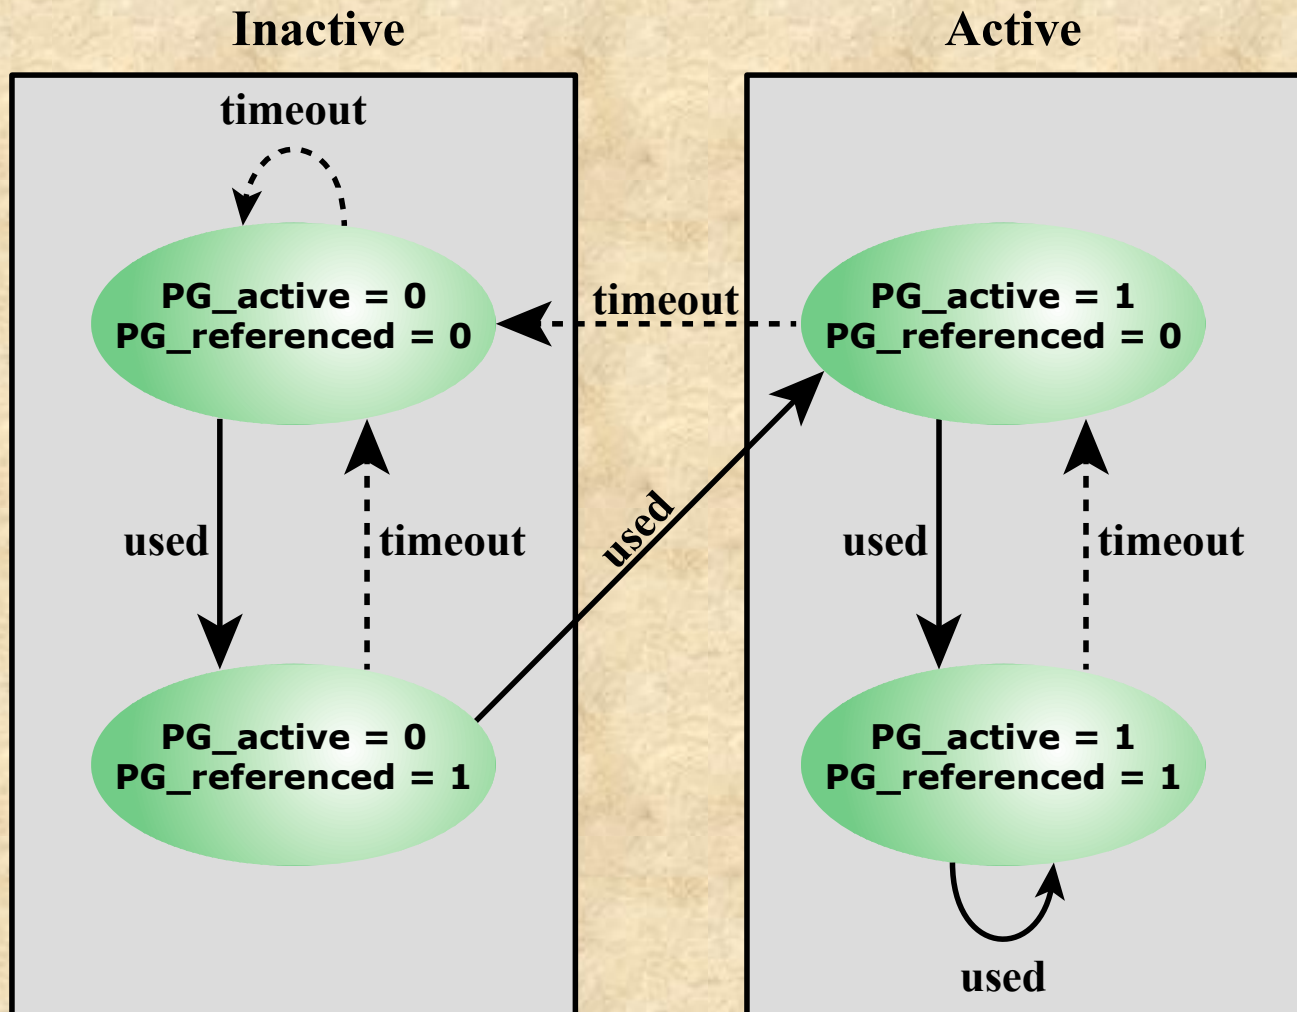 Inactive
Active
timeout
PG_active = 0
PG_referenced = 0
timeout
PG_active = 1
PG_referenced = 0
used
timeout
used
used
timeout
PG_active = 0
PG_referenced = 1
PG_active = 1
PG_referenced = 1
used